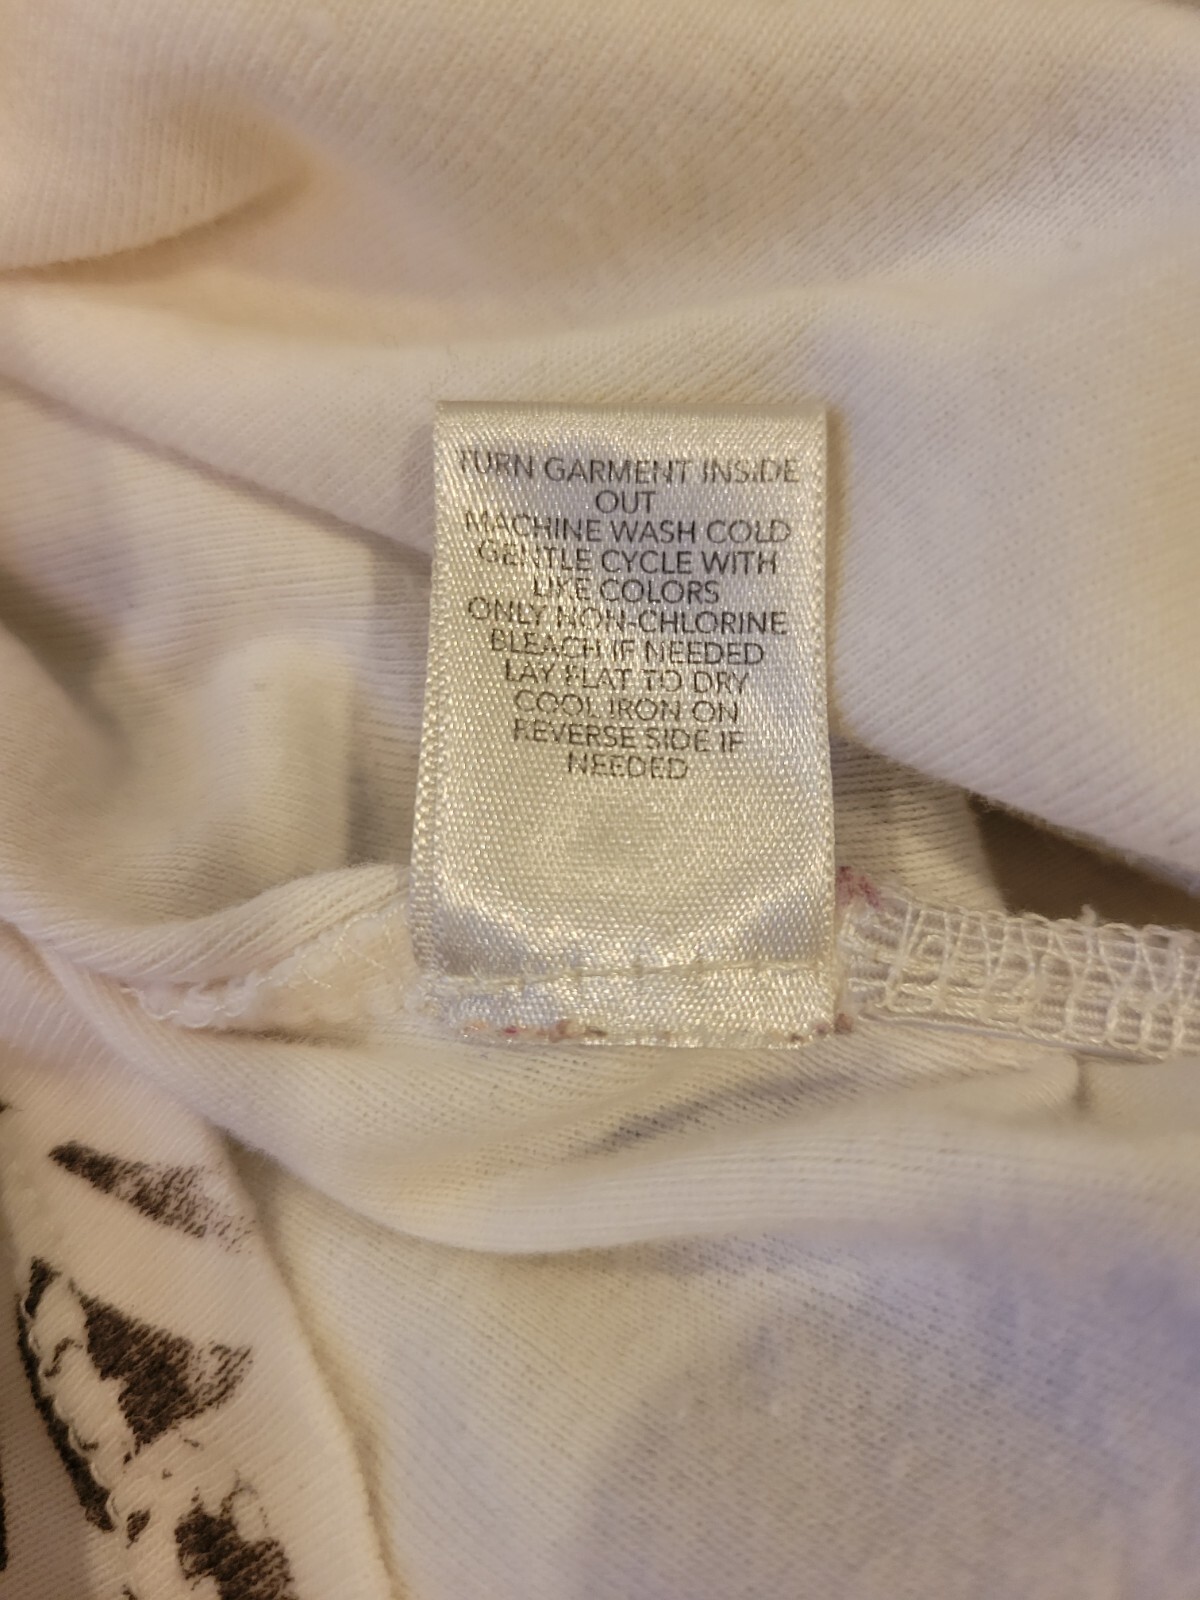 TURN GARMENT INSIDE
OUT
MACHINE WASH COLD
GENTLE CYCLE WITH
LIKE COLORS
ONLY NON-CHLORINE
BLEACH IF NEEDED
LAY FLAT TO DRY
COOL IRON ON
REVERSE SIDE IF
NEEDED